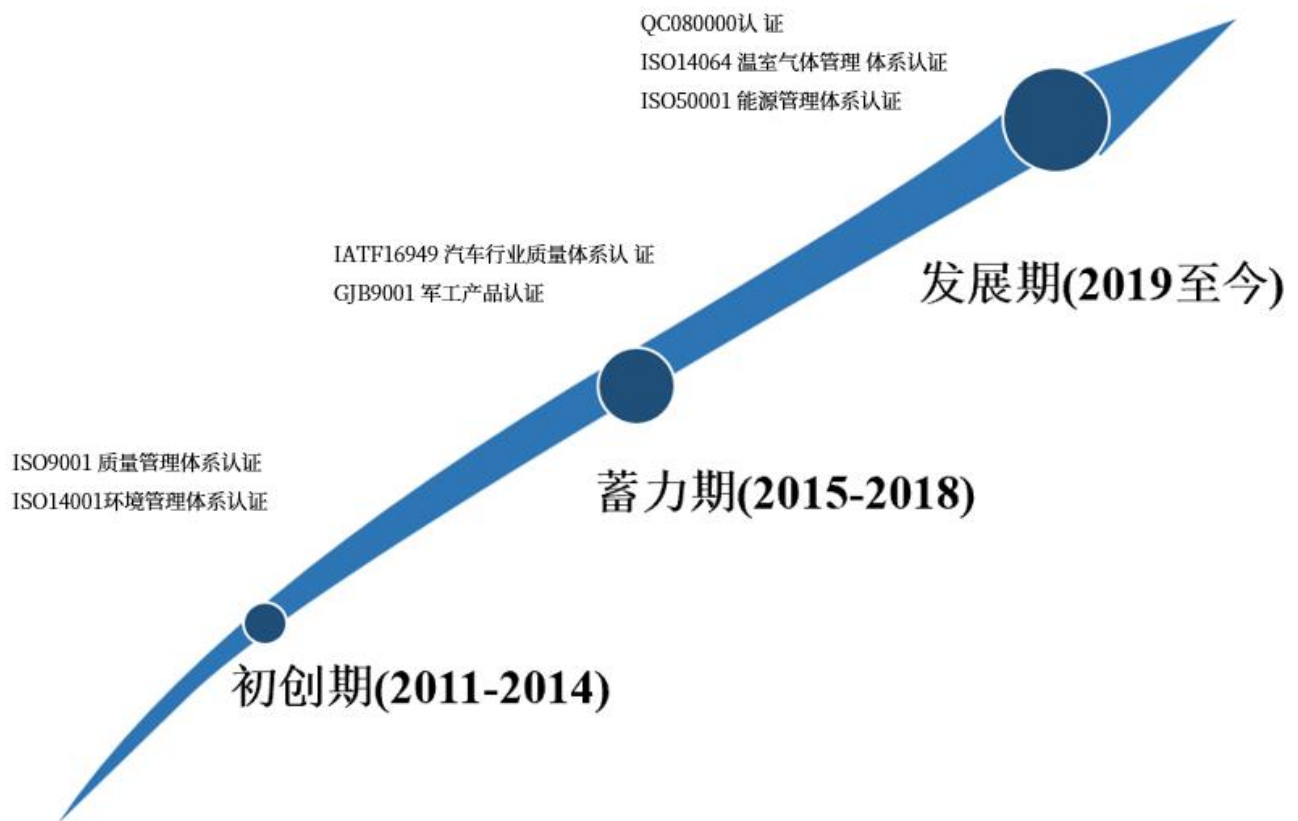 QC080000认 证
ISO14064 温室气体管理 体系认证
ISO50001 能源管理体系认证
发展期(2019至今)
IATF16949 汽车行业质量体系认 证
GJB9001 军工产品认证
蓄力期(2015-2018)
ISO9001 质量管理体系认证
ISO14001环境管理体系认证
初创期(2011-2014)